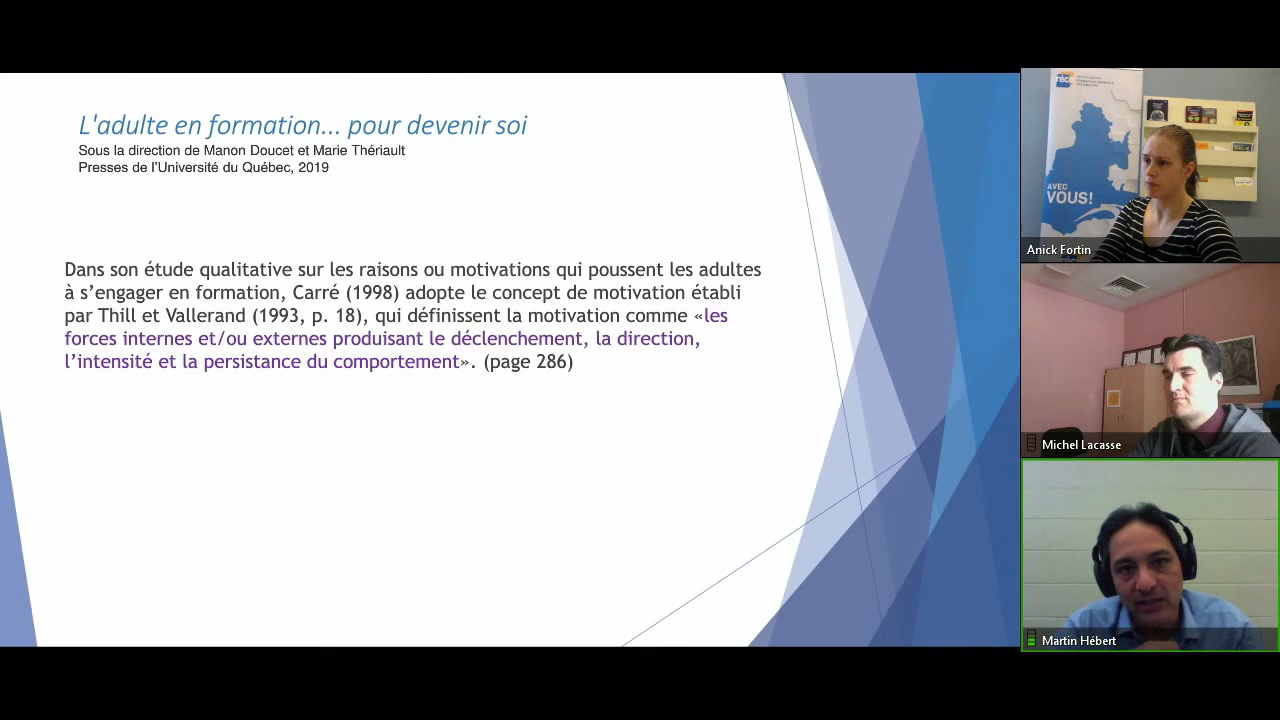 L'adulte en formation... pour devenir soi
Sous la direction de Manon Doucet et Marie Thériault
Presses de l'Université du Québec, 2019
Dans son étude qualitative sur les raisons ou motivations qui poussent les adultes
à s'engager en formation, Carré (1998) adopte le concept de motivation établi
par Thill et Vallerand (1993, p. 18), qui définissent la motivation comme «les
forces internes et/ou externes produisant le déclenchement, la direction,
l'intensité et la persistance du comportement». (page 286)
AVEC
VOUS!
Anick Fortin
Michel Lacasse
Martin Hébert